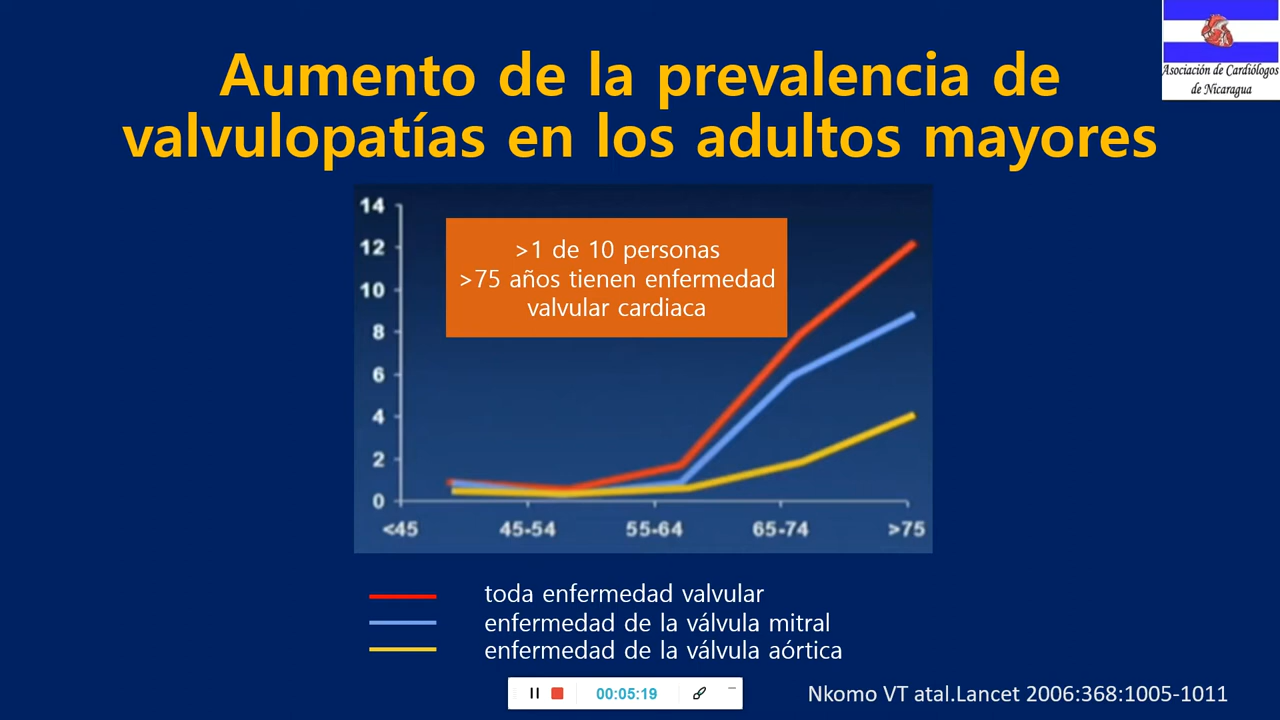 Asociación de Cardiólogos
de Nicaragua
Aumento de la prevalencia de
valvulopatías en los adultos mayores
14
12
10
8
6
4
2
0
>1 de 10 personas
>75 años tienen enfermedad
valvular cardiaca
<45 45-54 55-64 65-74 >75
toda enfermedad valvular
enfermedad de la válvula mitral
enfermedad de la válvula aórtica
00:05:19
Nkomo VT atal.Lancet 2006:368:1005-1011